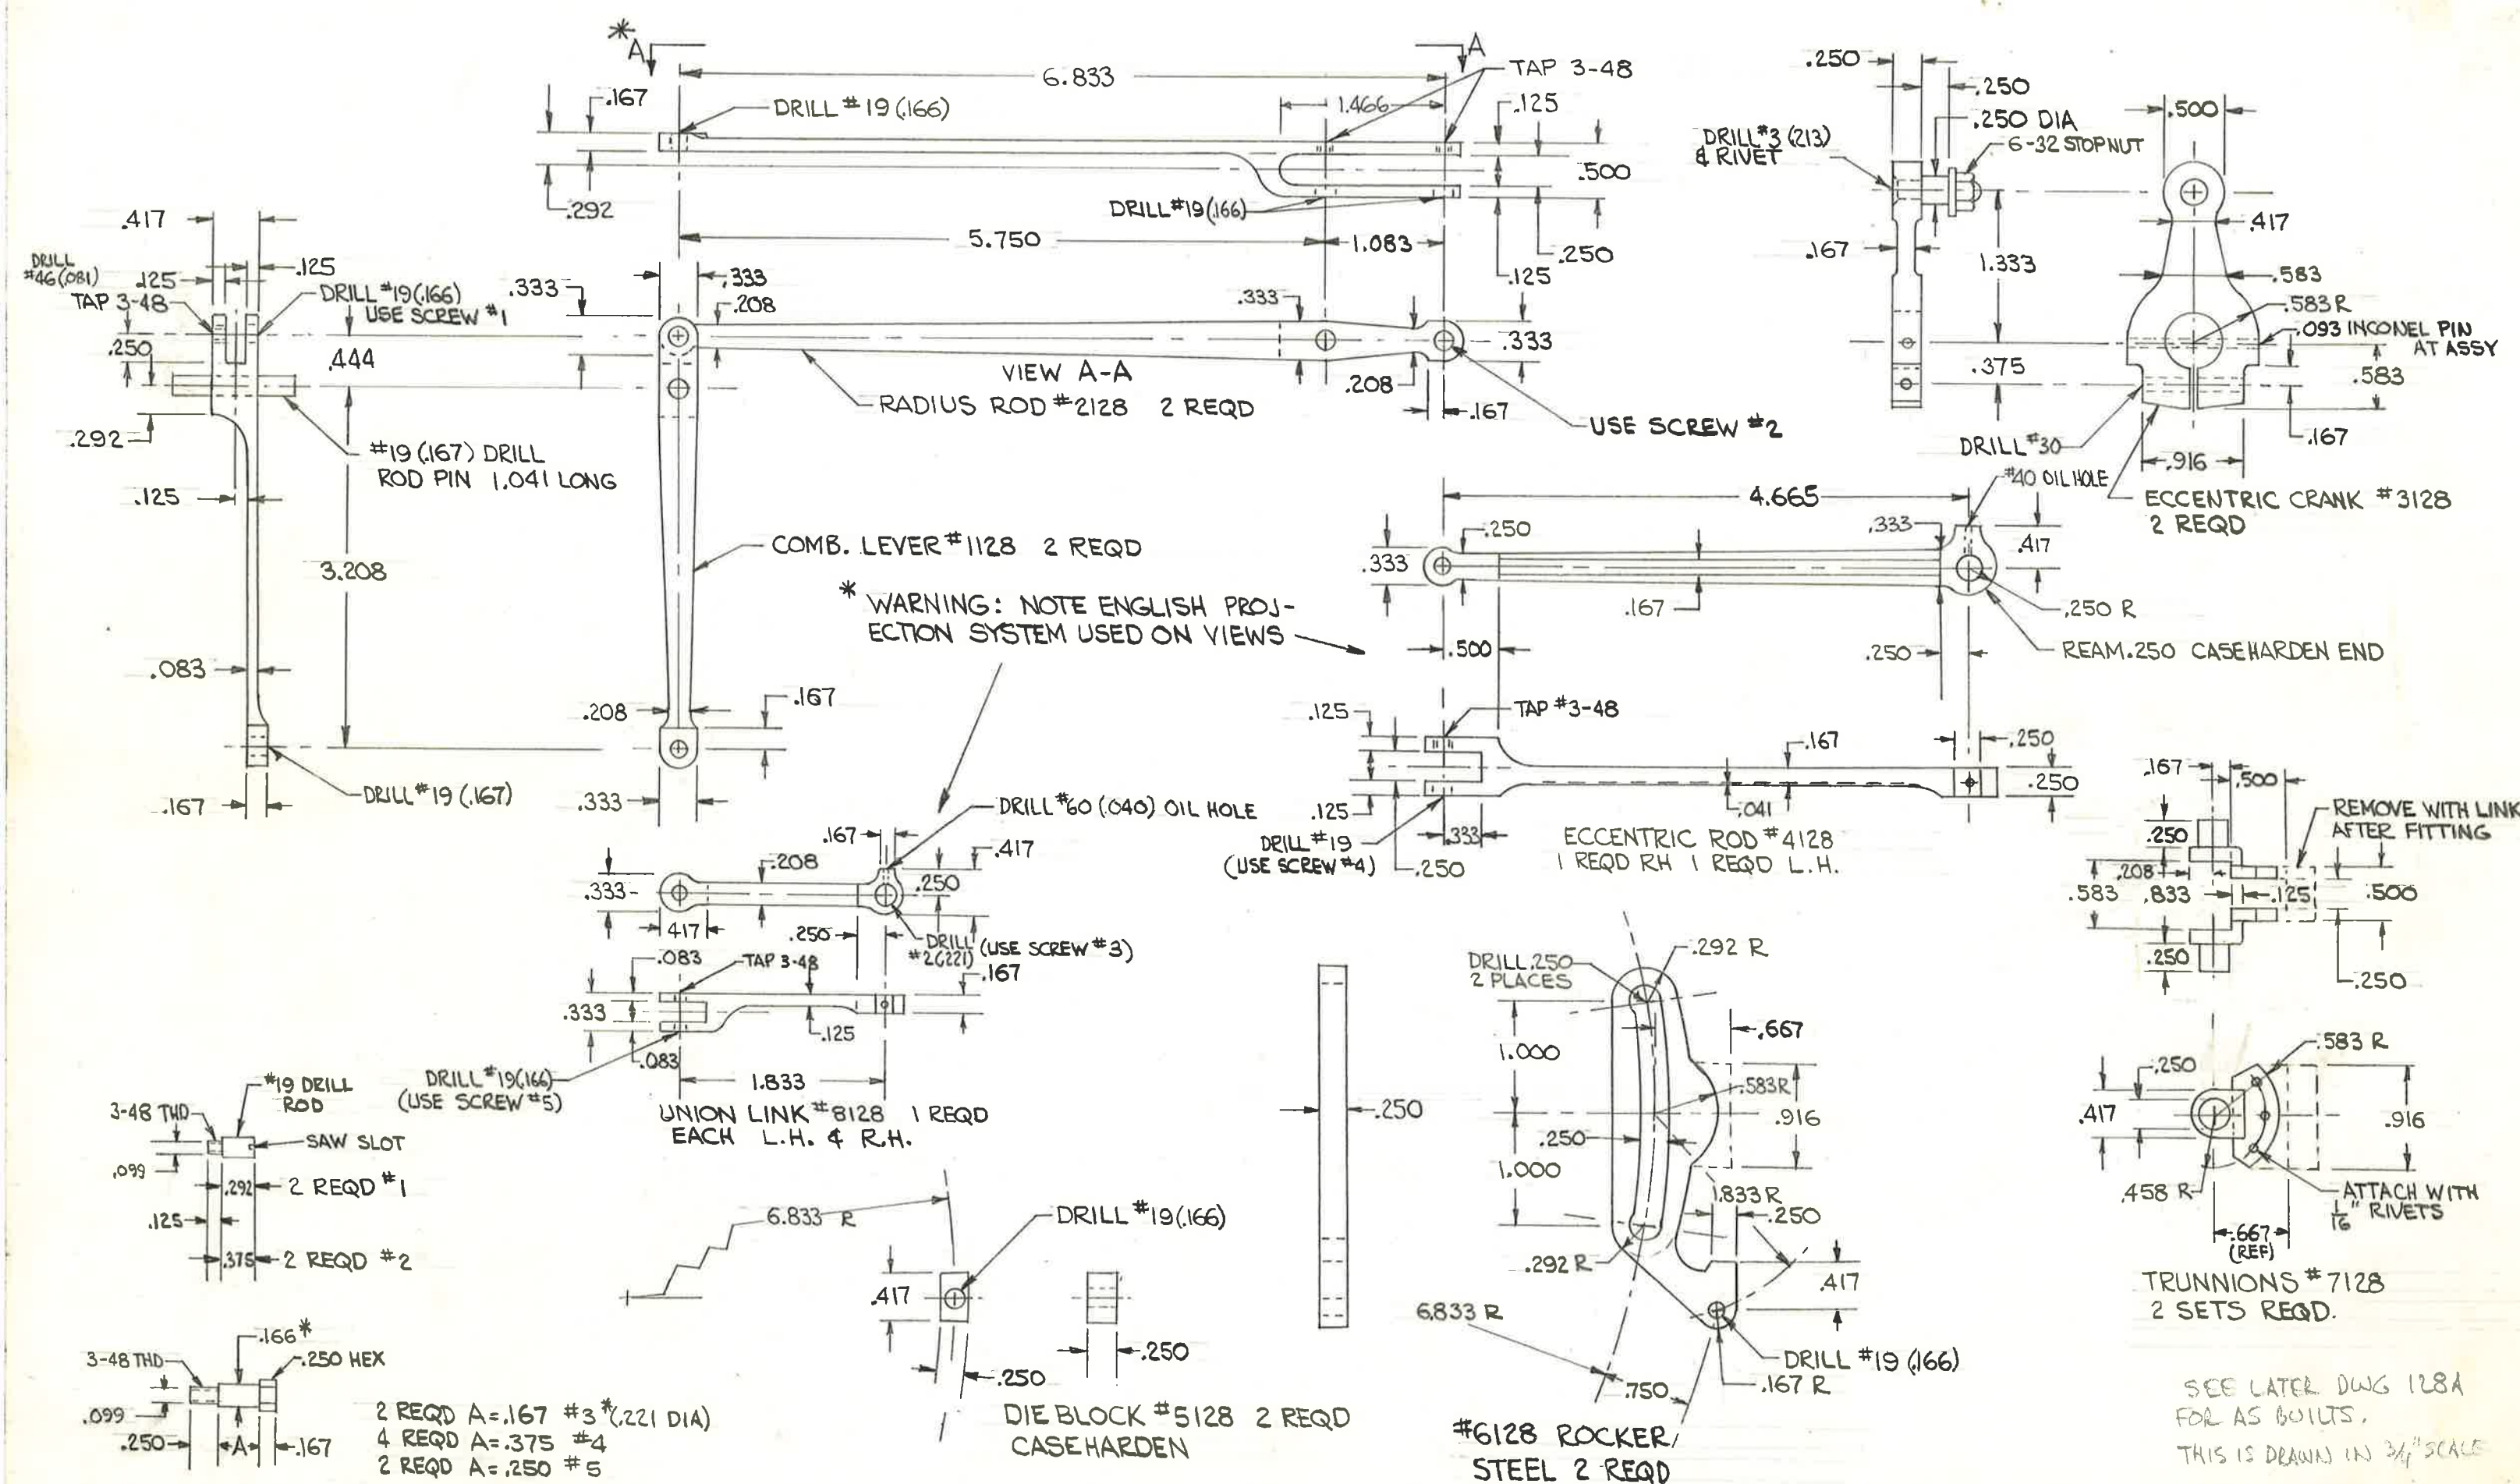 *
A
A
6.833
TAP 3-48
.167
DRILL #19 (.166)
1.466
.125
.500
.292
DRILL #19 (.166)
5.750
1.083
.250
.125
.417
DRILL
#46 (.081)
.125
.125
TAP 3-48
DRILL #19 (.166)
USE SCREW #1
.250
.444
.292
#19 (.167) DRILL
ROD PIN 1.041 LONG
.125
3.208
.083
.167
DRILL #19 (.167)
.333
.333
.208
.333
.333
VIEW A-A
.208
.167
RADIUS ROD #2128 2 REQD
USE SCREW #2
COMB. LEVER #1128 2 REQD
.208
.167
.333
* WARNING: NOTE ENGLISH PROJ-
ECTION SYSTEM USED ON VIEWS
.250
.250
.250 DIA
6-32 STOP NUT
DRILL #3 (.213)
& RIVET
.167
1.333
.375
.500
.417
.583
.583 R
.093 INCONEL PIN
AT ASSY
.583
.167
DRILL #30
.916
ECCENTRIC CRANK #3128
2 REQD
#40 OIL HOLE
4.665
.250
.333
.417
.333
.167
.250 R
.500
.250
REAM .250 CASEHARDEN END
.125
TAP #3-48
.167
.250
.250
.125
.041
DRILL #19
(USE SCREW #4)
.333
.250
ECCENTRIC ROD #4128
1 REQD RH 1 REQD L.H.
DRILL #60 (.040) OIL HOLE
.167
.417
.208
.333
.250
.417
.250
DRILL
#2 (.221)
(USE SCREW #3)
.083
TAP 3-48
.167
.333
.125
.083
DRILL #19 (.166)
(USE SCREW #5)
1.833
UNION LINK #8128 1 REQD
EACH L.H. & R.H.
#19 DRILL
ROD
3-48 THD
SAW SLOT
.099
.292
2 REQD #1
.125
.375
2 REQD #2
.166*
3-48 THD
.250 HEX
.099
.250
A
.167
2 REQD A=.167 #3 *(.221 DIA)
4 REQD A=.375 #4
2 REQD A=.250 #5
6.833 R
DRILL #19 (.166)
.417
.250
.250
DIE BLOCK #5128 2 REQD
CASEHARDEN
.250
DRILL .250
2 PLACES
.292 R
1.000
.667
.583 R
.916
.250
1.000
1.833 R
.250
.292 R
.417
6.833 R
DRILL #19 (.166)
.167 R
.750
#6128 ROCKER
STEEL 2 REQD
.167
.500
REMOVE WITH LINK
AFTER FITTING
.250
.208
.583
.833
.125
.500
.250
.250
.583 R
.250
.417
.916
.458 R
ATTACH WITH
1/16" RIVETS
.667
(REF)
TRUNNIONS #7128
2 SETS REQD.
SEE LATER DWG 128A
FOR AS BUILTS.
THIS IS DRAWN IN 3/4" SCALE